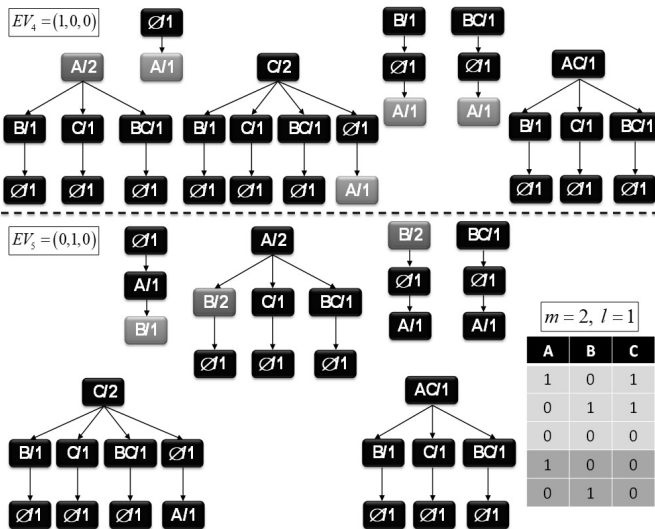 EV₄ = (1,0,0)
∅/1 B/1 BC/1
A/2 A/1 C/2 ∅/1 ∅/1 AC/1
A/1 A/1
B/1 C/1 BC/1 B/1 C/1 BC/1 ∅/1 B/1 C/1 BC/1
∅/1 ∅/1 ∅/1 ∅/1 ∅/1 ∅/1 A/1 ∅/1 ∅/1 ∅/1
EV₅ = (0,1,0)
∅/1 A/2 B/2 BC/1
A/1 ∅/1 ∅/1
B/1 B/2 C/1 BC/1 A/1 A/1
∅/1 ∅/1 ∅/1
m = 2, l = 1
A B C
1 0 1
0 1 1
0 0 0
1 0 0
0 1 0
C/2 AC/1
B/1 C/1 BC/1 ∅/1 B/1 C/1 BC/1
∅/1 ∅/1 ∅/1 A/1 ∅/1 ∅/1 ∅/1